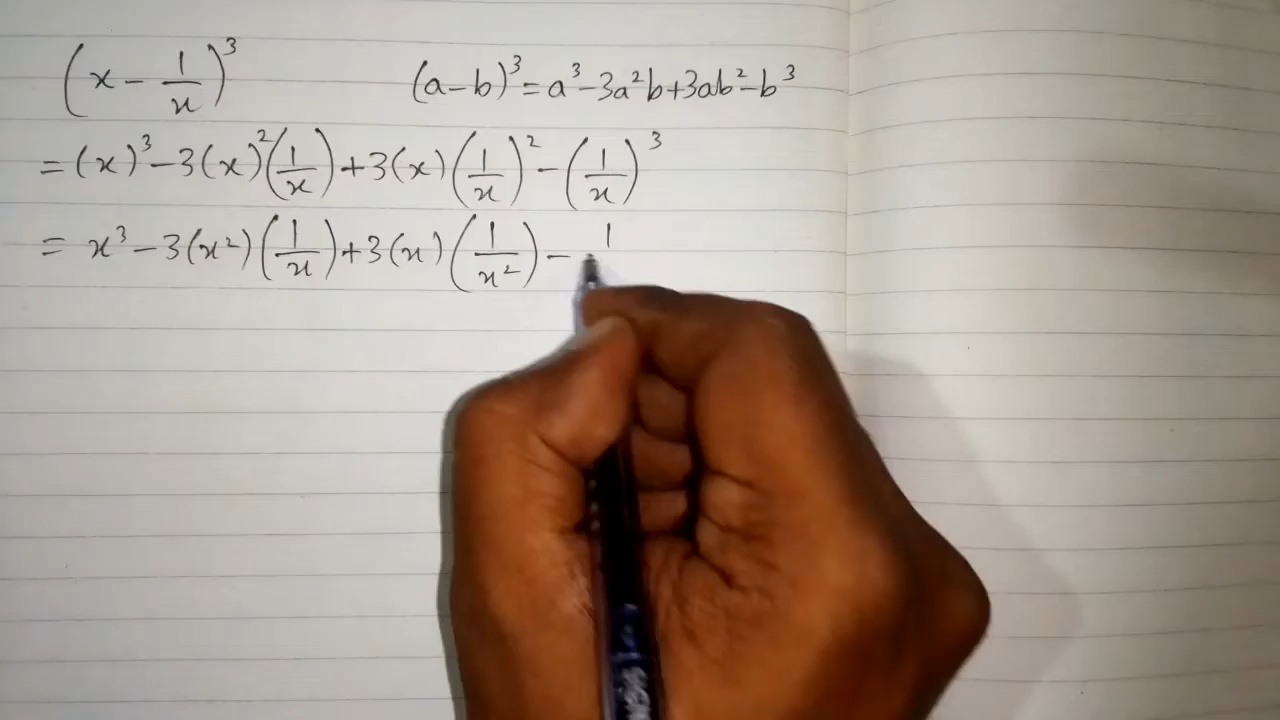 (x - 1/x)³ (a-b)³ = a³-3a²b+3ab²-b³
= (x)³-3(x)²(1/x)+3(x)(1/x)²-(1/x)³
= x³-3(x²)(1/x)+3(x)(1/x²)-1